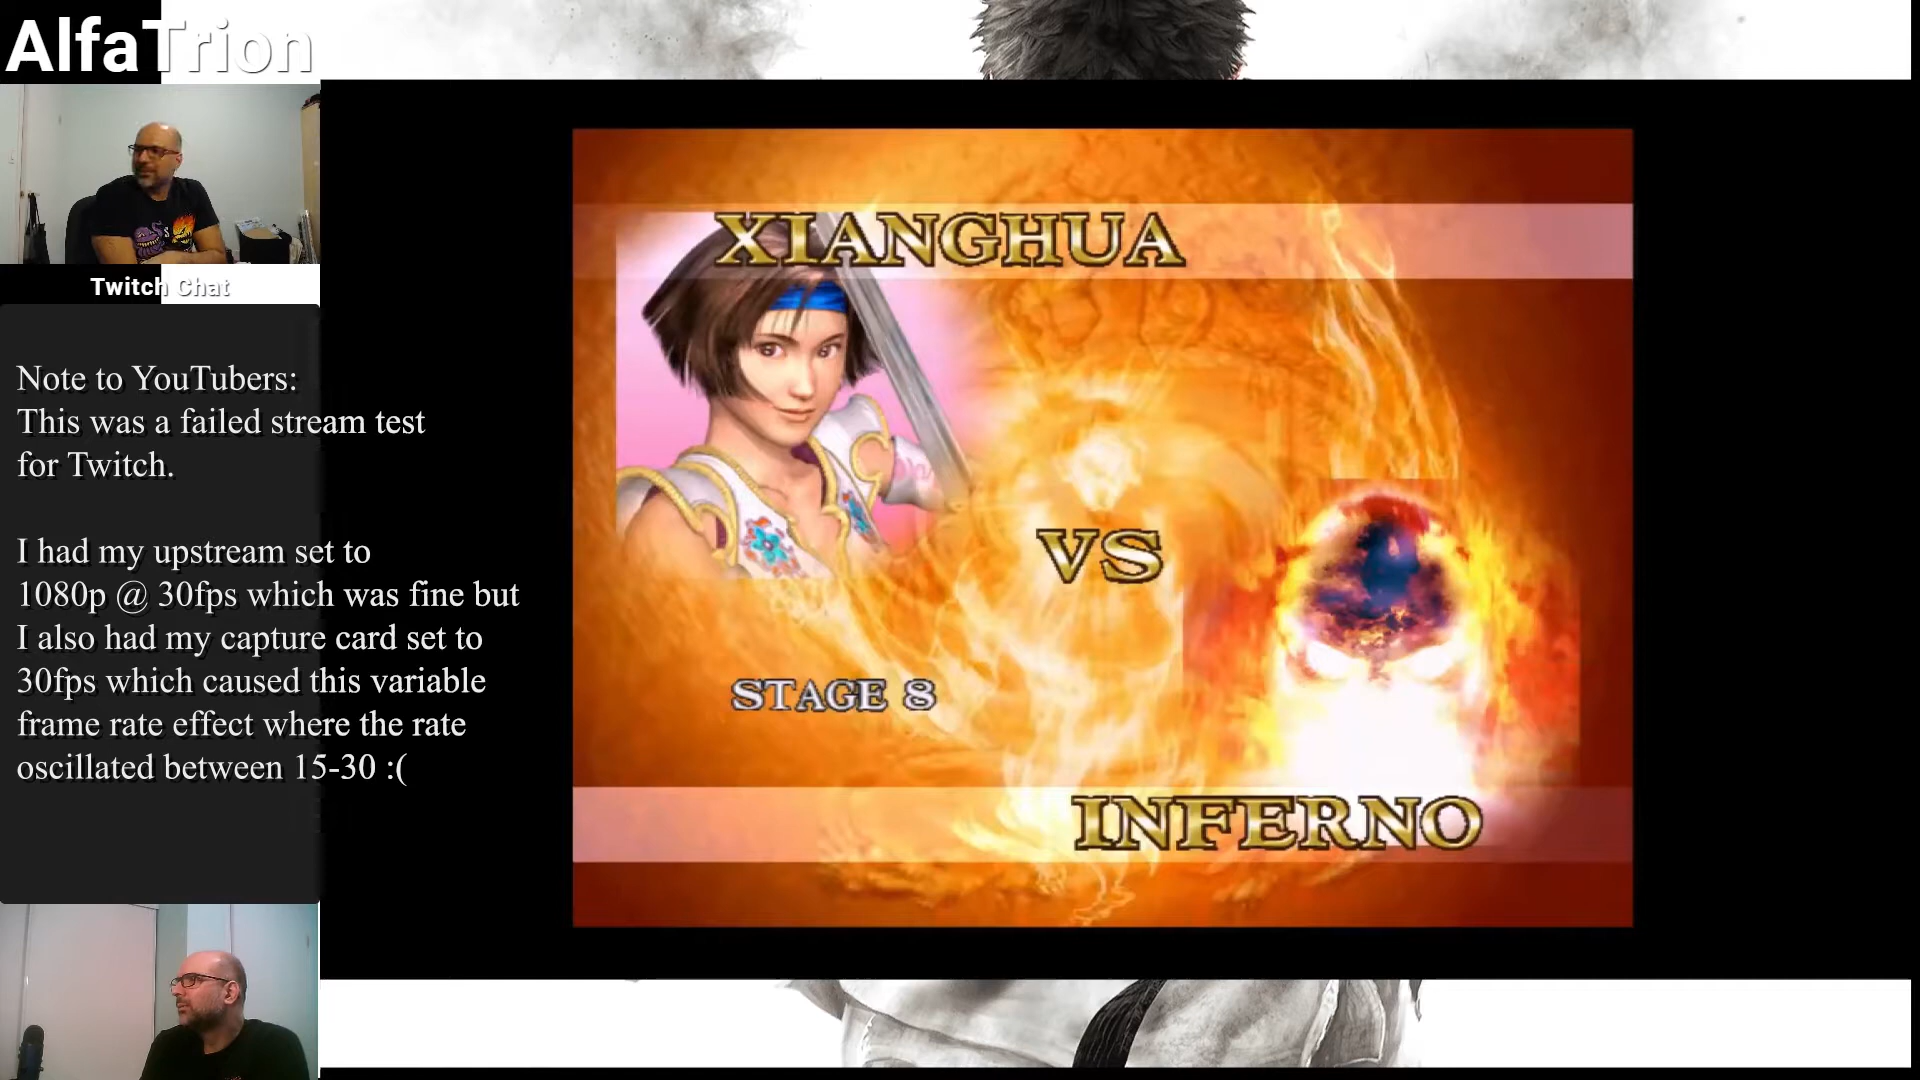 AlfaTrion
Twitch Chat
Note to YouTubers:
This was a failed stream test
for Twitch.
I had my upstream set to
1080p @ 30fps which was fine but
I also had my capture card set to
30fps which caused this variable
frame rate effect where the rate
oscillated between 15-30 :(
XIANGHUA
VS
STAGE 8
INFERNO